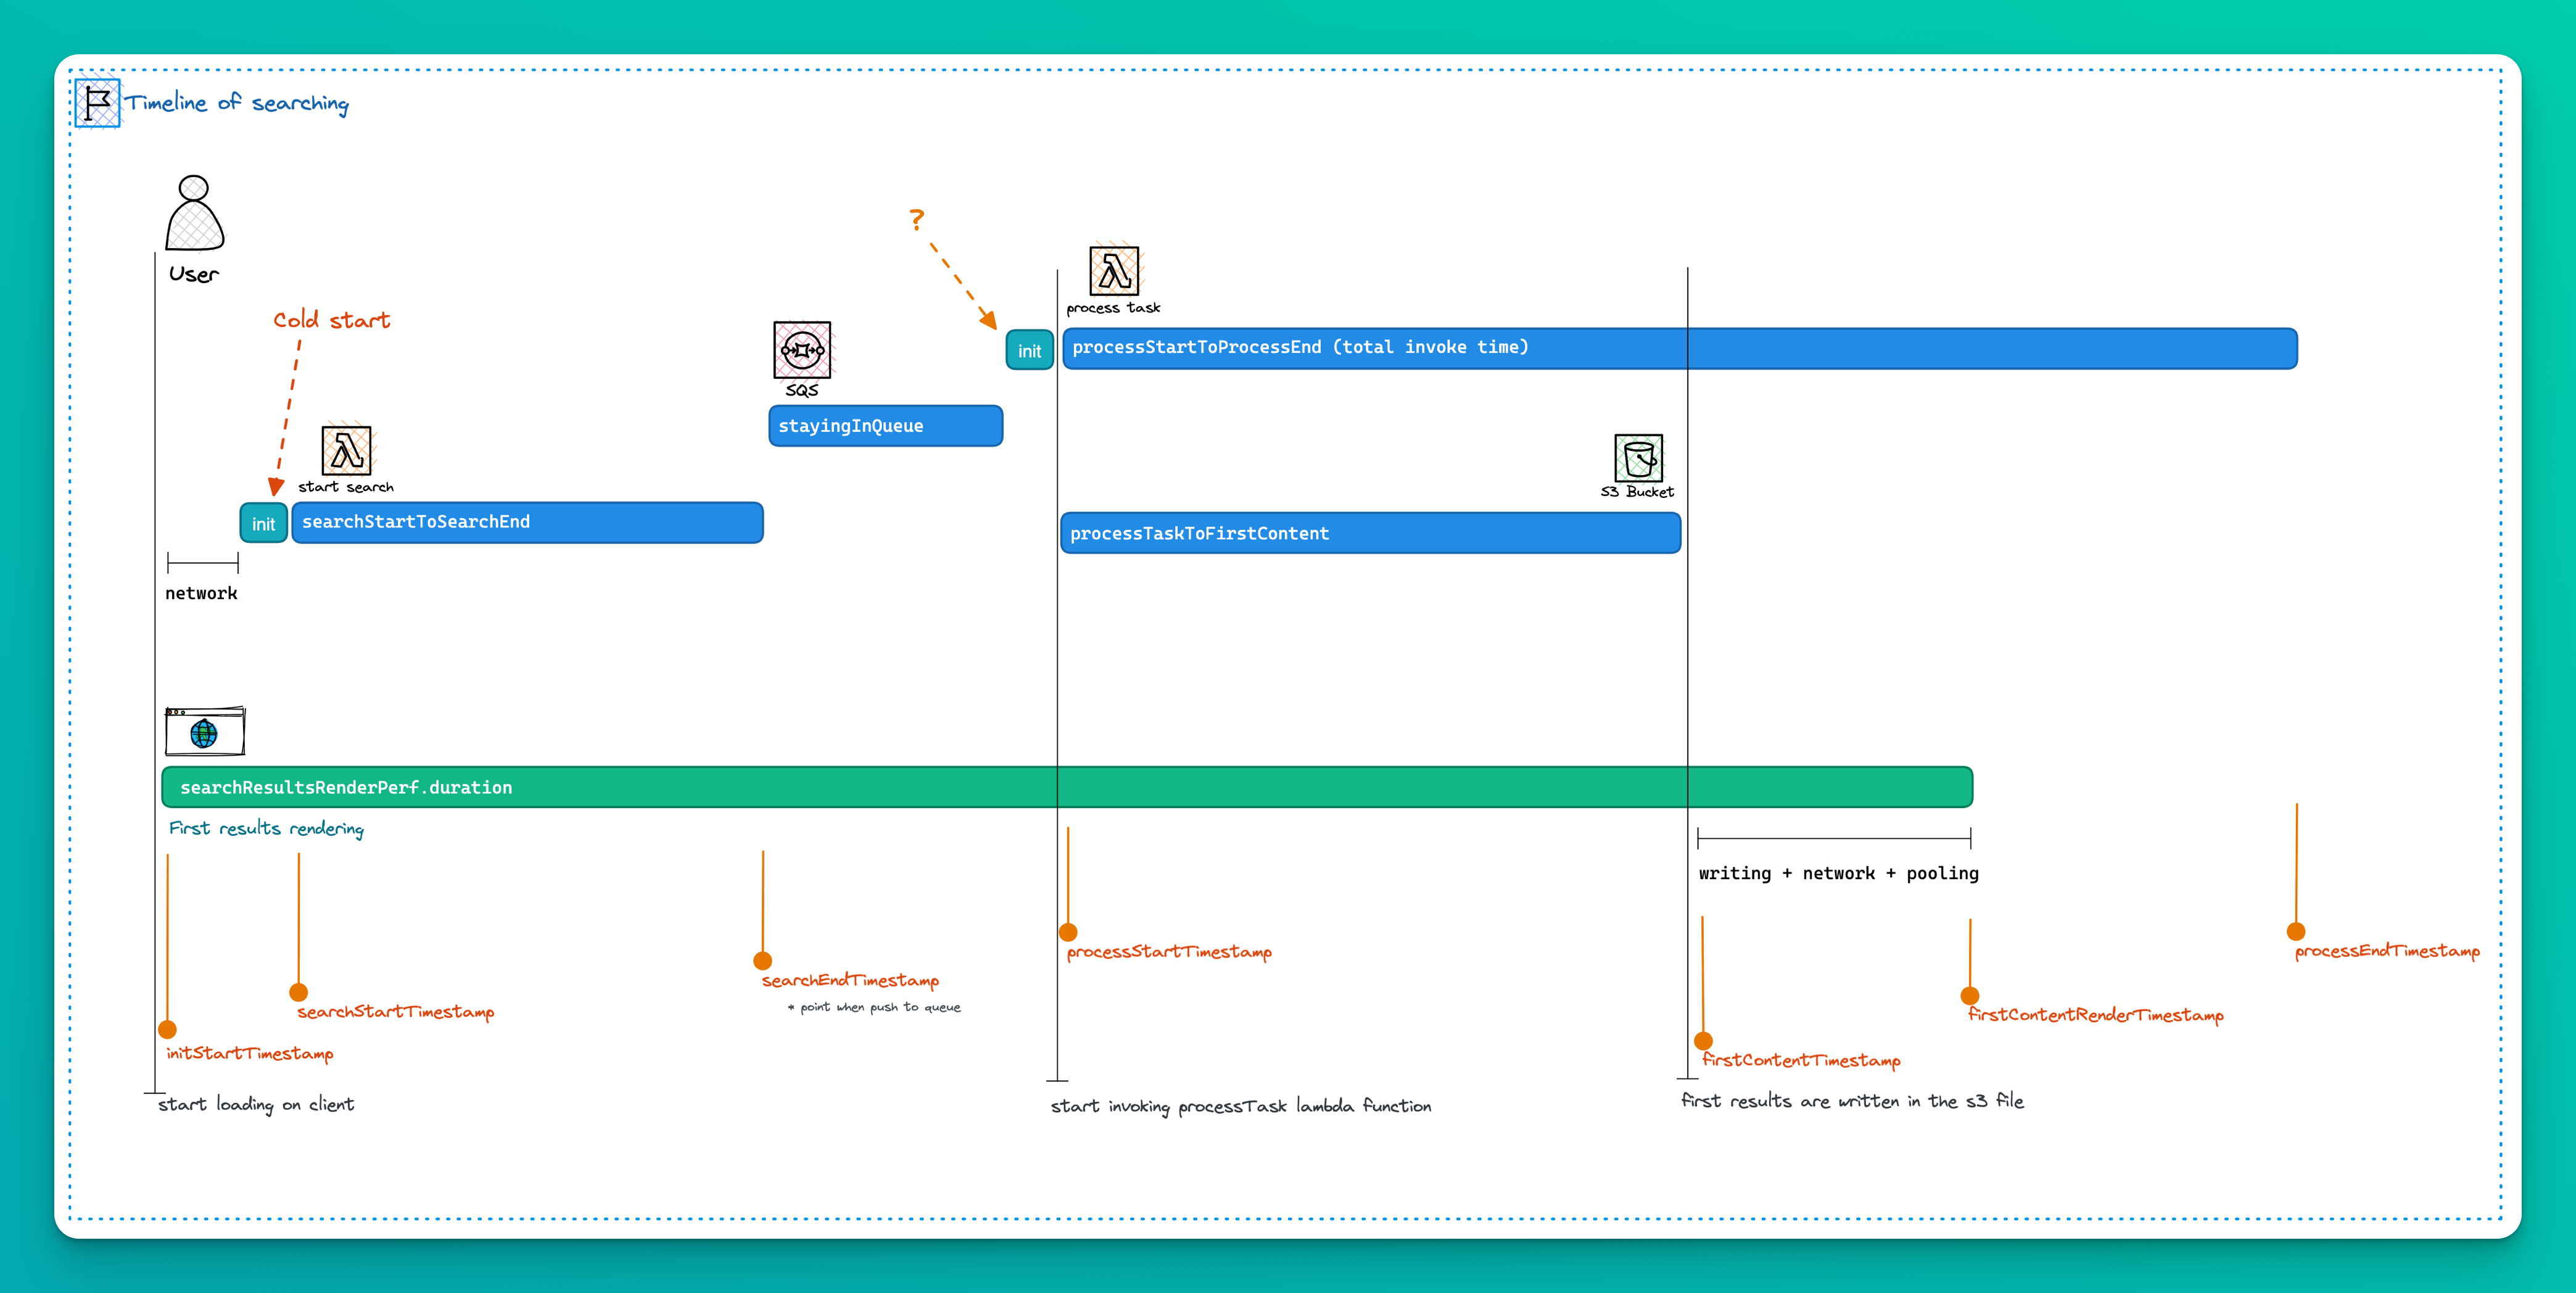 Timeline of searching
User
?
process task
Cold start
init
processStartToProcessEnd (total invoke time)
SQS
stayingInQueue
start search
S3 Bucket
init
searchStartToSearchEnd
processTaskToFirstContent
network
searchResultsRenderPerf.duration
First results rendering
writing + network + pooling
processStartTimestamp
processEndTimestamp
searchEndTimestamp
* point when push to queue
searchStartTimestamp
firstContentRenderTimestamp
initStartTimestamp
firstContentTimestamp
start loading on client
start invoking processTask lambda function
first results are written in the s3 file